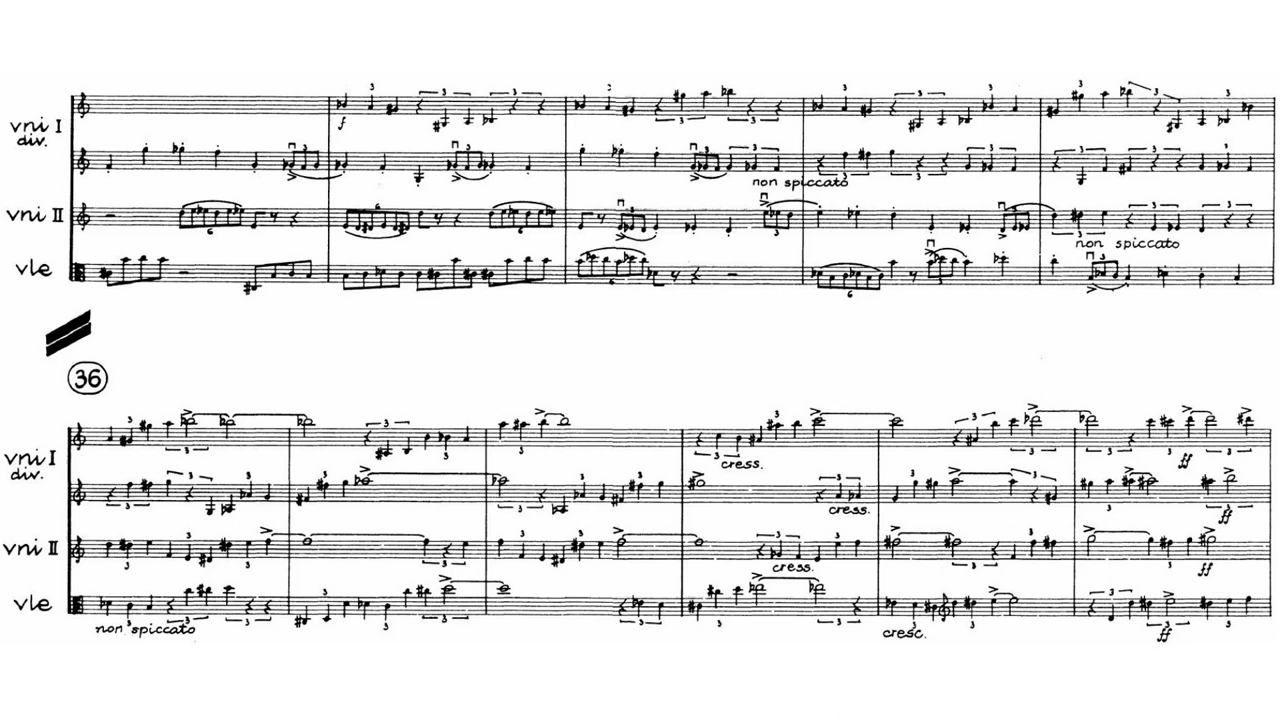 vni I
div.
f
non spiccato
vni II
non spiccato
vle
36
vni I
div.
cresc.
ff
cresc.
ff
vni II
cresc.
ff
vle
non spiccato
cresc.
ff